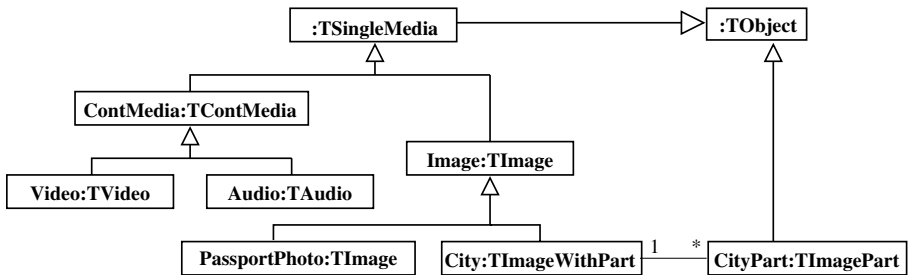 :TSingleMedia
:TObject
ContMedia:TContMedia
Image:TImage
Video:TVideo
Audio:TAudio
PassportPhoto:TImage
City:TImageWithPart
1
*
CityPart:TImagePart